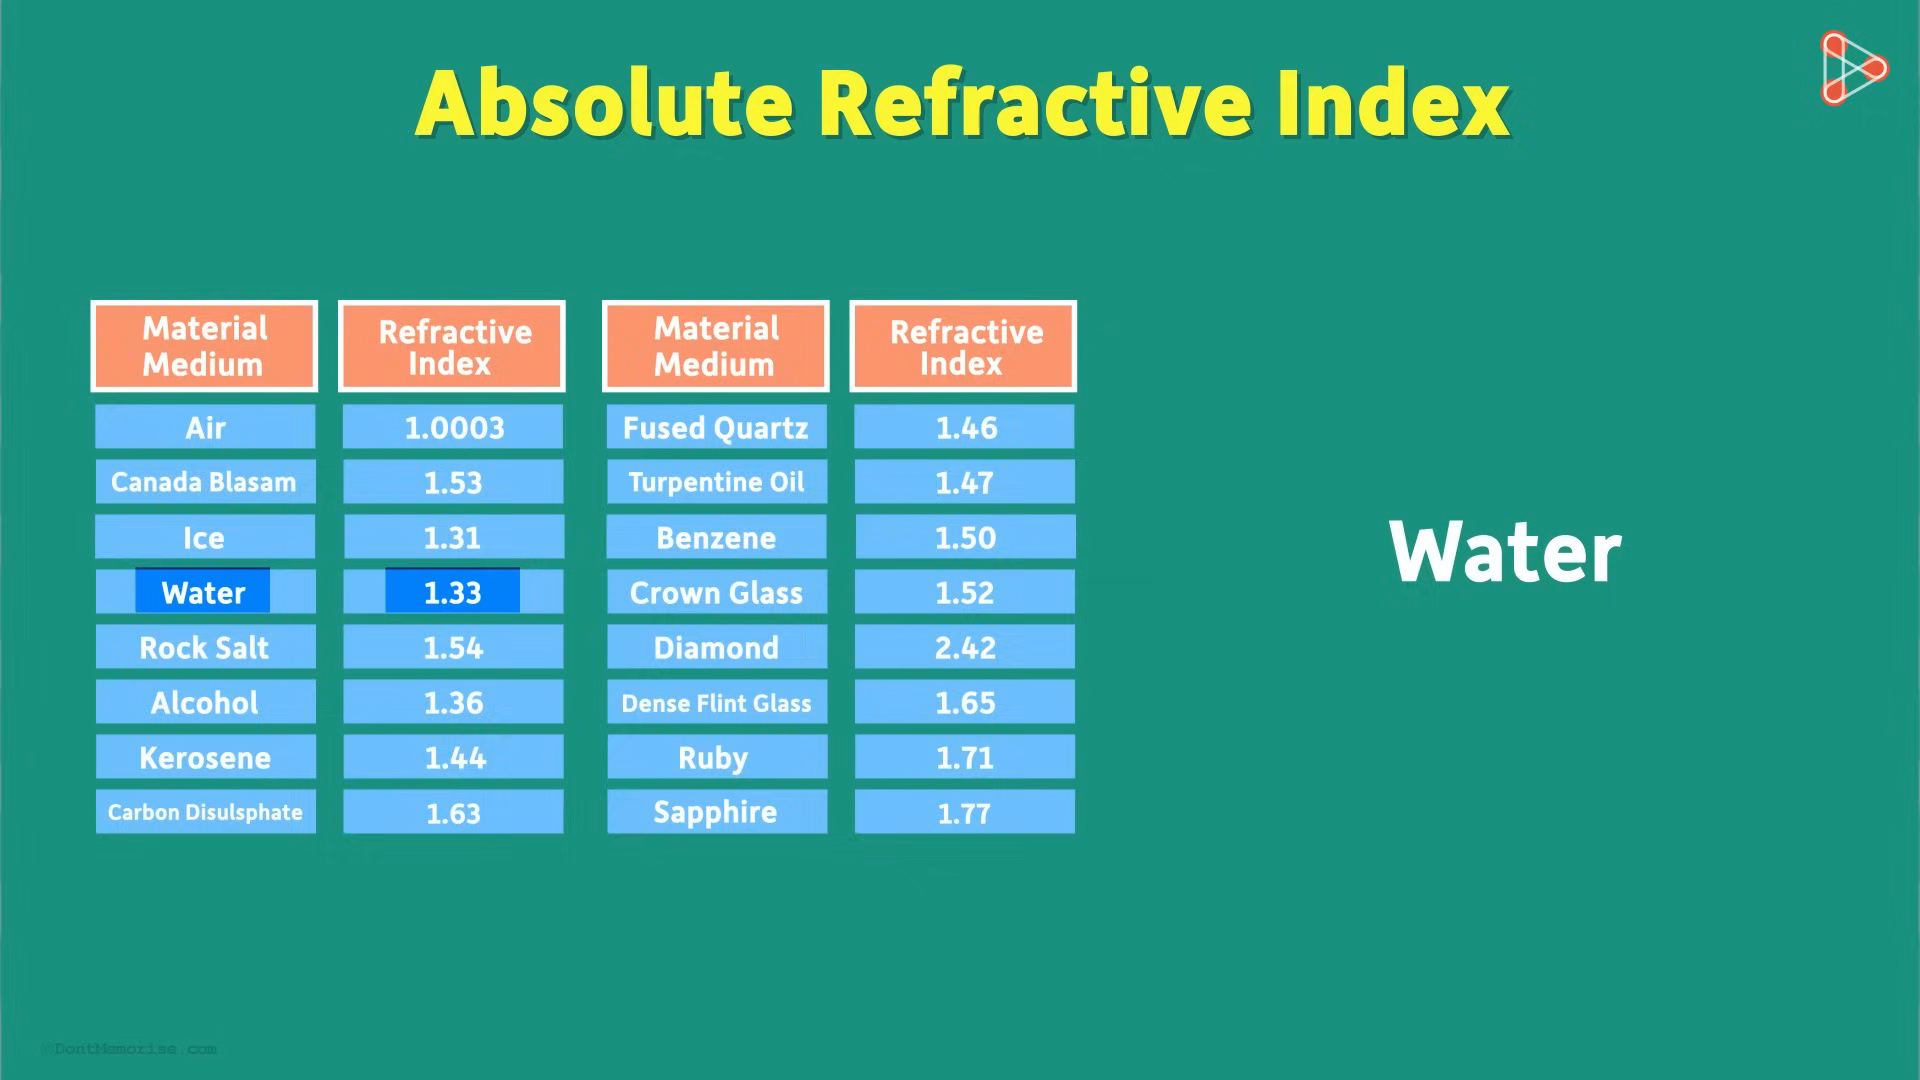 Absolute Refractive Index
Material Medium Refractive Index Material Medium Refractive Index
Air 1.0003 Fused Quartz 1.46
Canada Blasam 1.53 Turpentine Oil 1.47
Ice 1.31 Benzene 1.50
Water 1.33 Crown Glass 1.52
Water
Rock Salt 1.54 Diamond 2.42
Alcohol 1.36 Dense Flint Glass 1.65
Kerosene 1.44 Ruby 1.71
Carbon Disulsphate 1.63 Sapphire 1.77
©DontMemorise.com